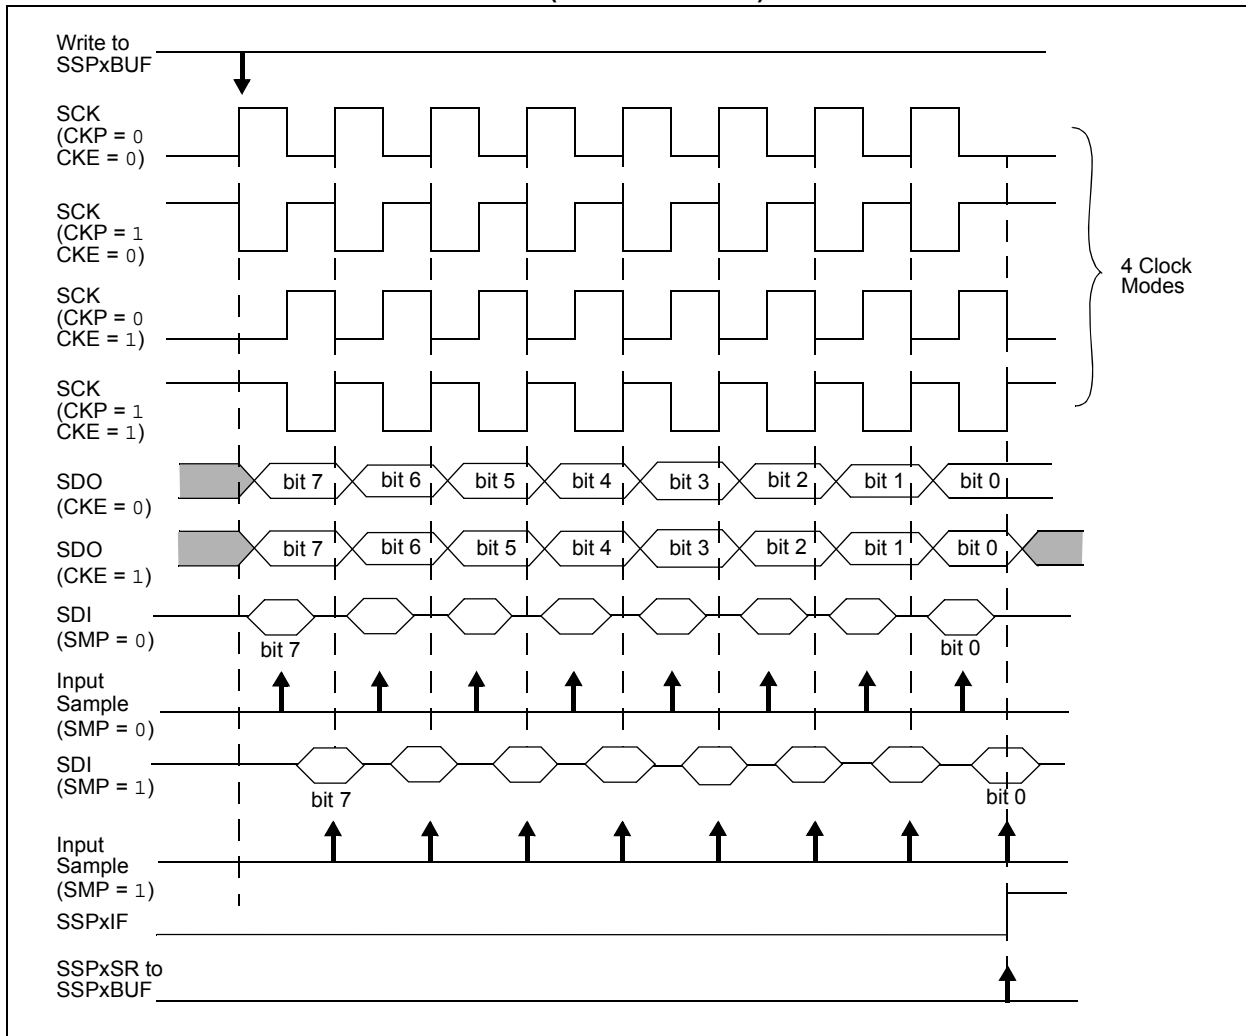 Write to
SSPxBUF
SCK
(CKP = 0
CKE = 0)
SCK
(CKP = 1
CKE = 0)
4 Clock
Modes
SCK
(CKP = 0
CKE = 1)
SCK
(CKP = 1
CKE = 1)
SDO
(CKE = 0)
bit 7 bit 6 bit 5 bit 4 bit 3 bit 2 bit 1 bit 0
SDO
(CKE = 1)
bit 7 bit 6 bit 5 bit 4 bit 3 bit 2 bit 1 bit 0
SDI
(SMP = 0)
bit 7 bit 0
Input
Sample
(SMP = 0)
SDI
(SMP = 1)
bit 7 bit 0
Input
Sample
(SMP = 1)
SSPxIF
SSPxSR to
SSPxBUF